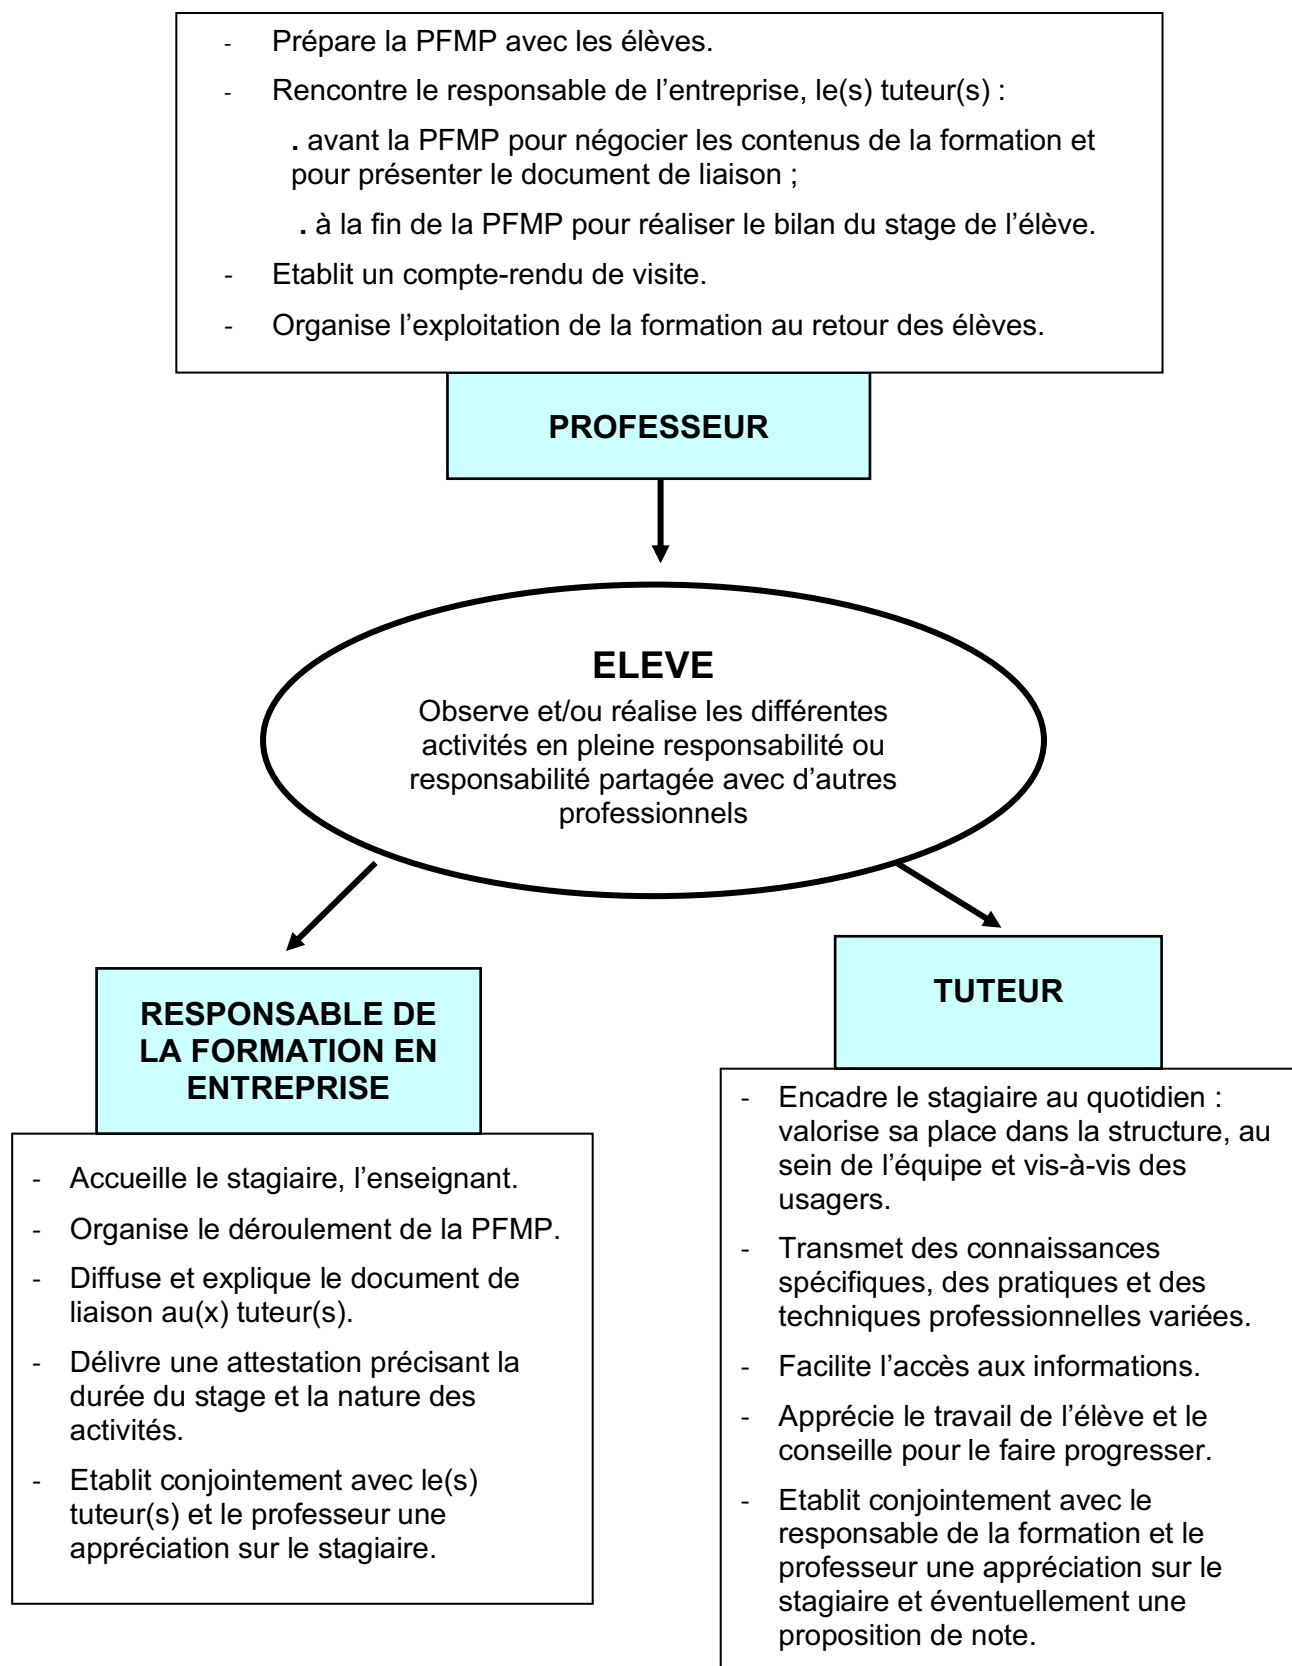 - Prépare la PFMP avec les élèves.
- Rencontre le responsable de l’entreprise, le(s) tuteur(s) :
. avant la PFMP pour négocier les contenus de la formation et
pour présenter le document de liaison ;
. à la fin de la PFMP pour réaliser le bilan du stage de l’élève.
- Etablit un compte-rendu de visite.
- Organise l’exploitation de la formation au retour des élèves.
PROFESSEUR
ELEVE
Observe et/ou réalise les différentes
activités en pleine responsabilité ou
responsabilité partagée avec d’autres
professionnels
RESPONSABLE DE
LA FORMATION EN
ENTREPRISE
- Accueille le stagiaire, l’enseignant.
- Organise le déroulement de la PFMP.
- Diffuse et explique le document de
liaison au(x) tuteur(s).
- Délivre une attestation précisant la
durée du stage et la nature des
activités.
- Etablit conjointement avec le(s)
tuteur(s) et le professeur une
appréciation sur le stagiaire.
TUTEUR
- Encadre le stagiaire au quotidien :
valorise sa place dans la structure, au
sein de l’équipe et vis-à-vis des
usagers.
- Transmet des connaissances
spécifiques, des pratiques et des
techniques professionnelles variées.
- Facilite l’accès aux informations.
- Apprécie le travail de l’élève et le
conseille pour le faire progresser.
- Etablit conjointement avec le
responsable de la formation et le
professeur une appréciation sur le
stagiaire et éventuellement une
proposition de note.